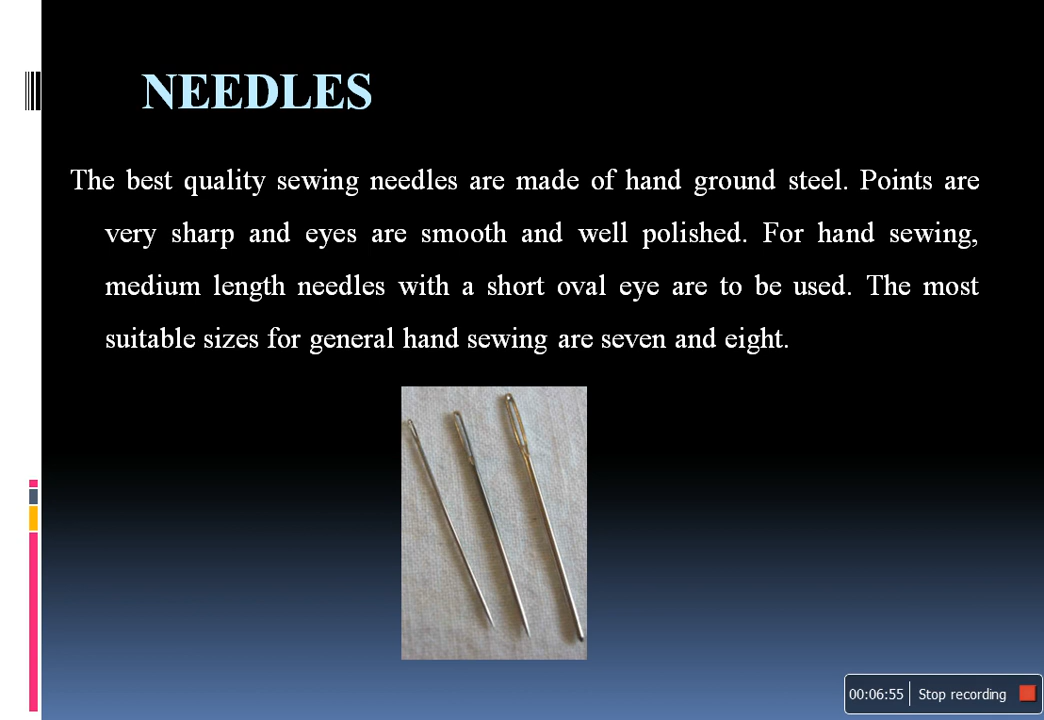 NEEDLES
The best quality sewing needles are made of hand ground steel. Points are
very sharp and eyes are smooth and well polished. For hand sewing,
medium length needles with a short oval eye are to be used. The most
suitable sizes for general hand sewing are seven and eight.
00:06:55 Stop recording